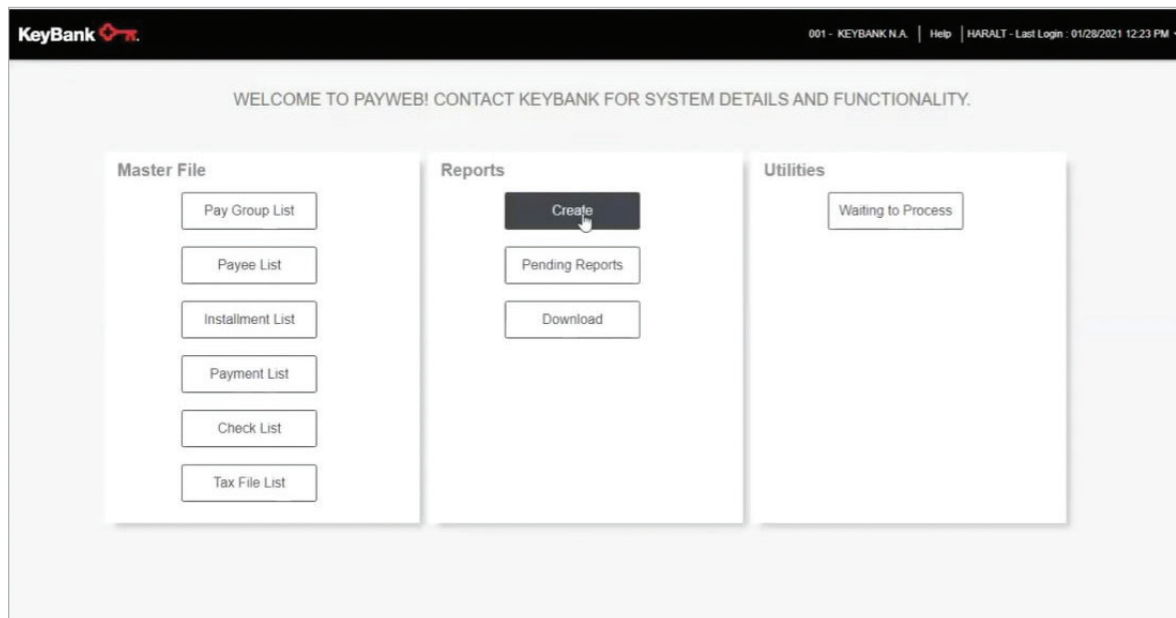 KeyBank
001 - KEYBANK N.A. | Help | HARALT - Last Login : 01/28/2021 12:23 PM
WELCOME TO PAYWEB! CONTACT KEYBANK FOR SYSTEM DETAILS AND FUNCTIONALITY.
Master File
Pay Group List
Payee List
Installment List
Payment List
Check List
Tax File List
Reports
Create
Pending Reports
Download
Utilities
Waiting to Process